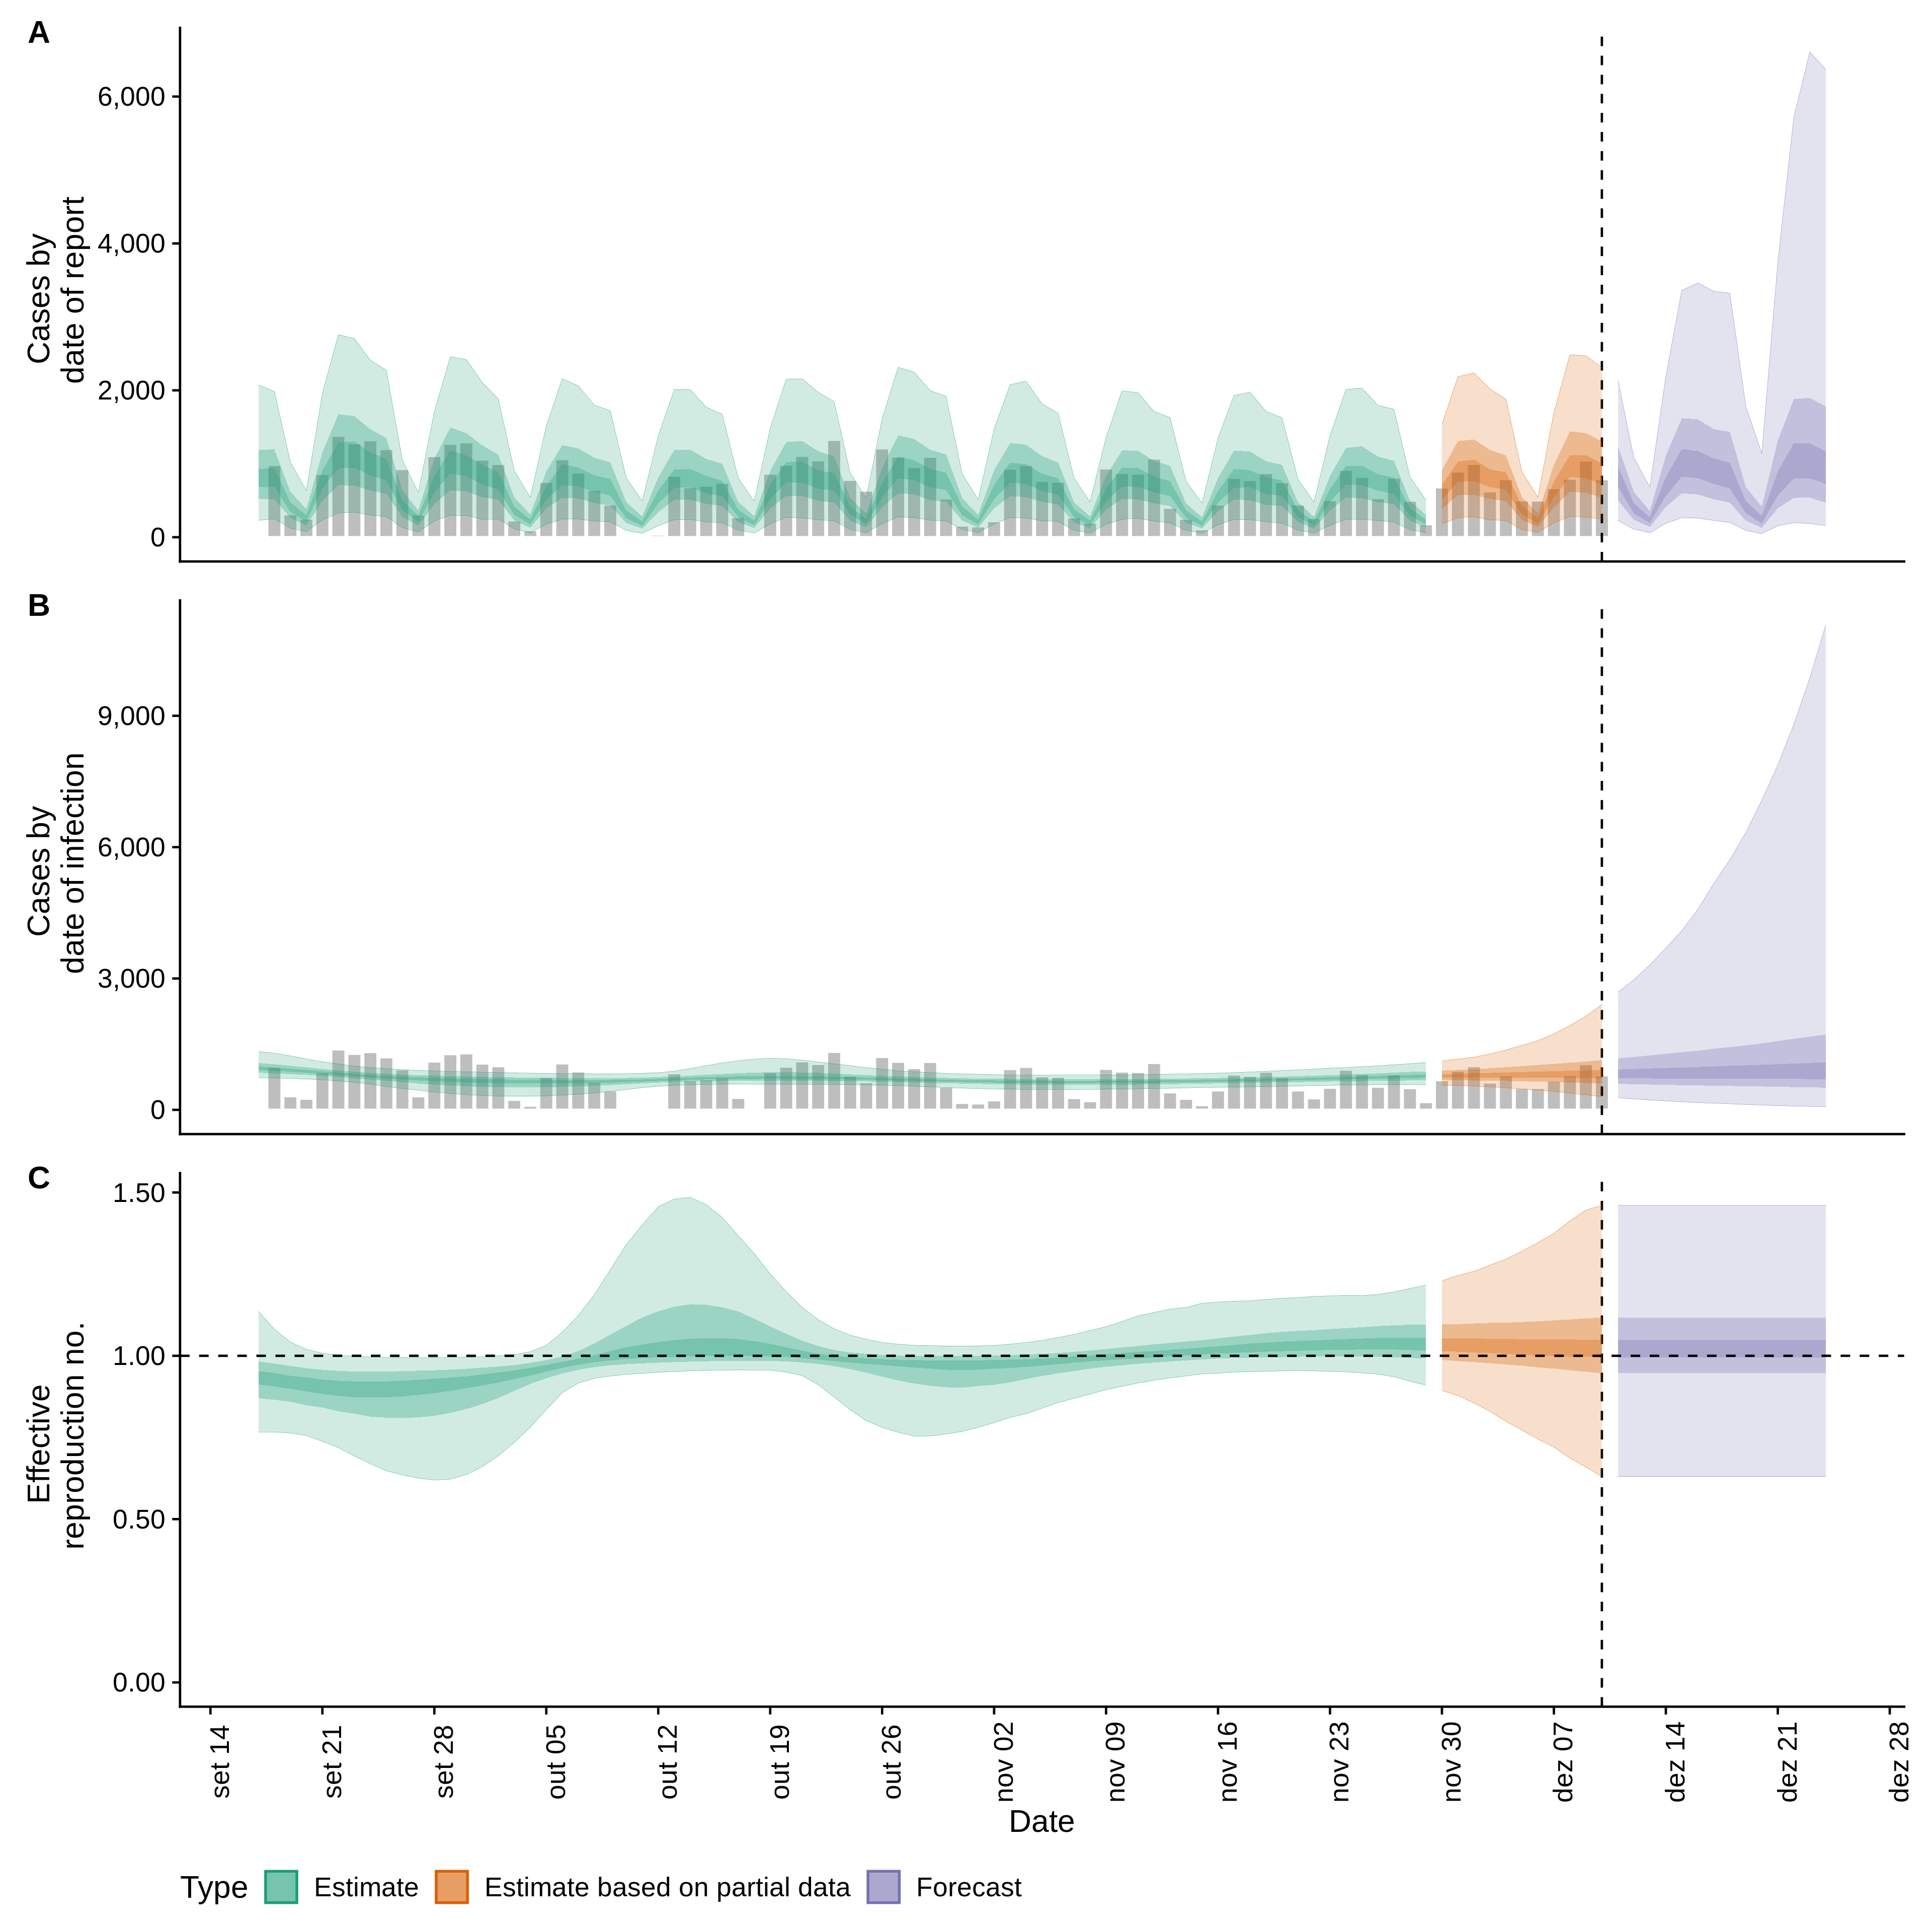 A
Cases by
date of report
6,000
4,000
2,000
0
B
Cases by
date of infection
9,000
6,000
3,000
0
C
Effective
reproduction no.
1.50
1.00
0.50
0.00
set 14
set 21
set 28
out 05
out 12
out 19
out 26
nov 02
nov 09
nov 16
nov 23
nov 30
dez 07
dez 14
dez 21
dez 28
Date
Type Estimate Estimate based on partial data Forecast